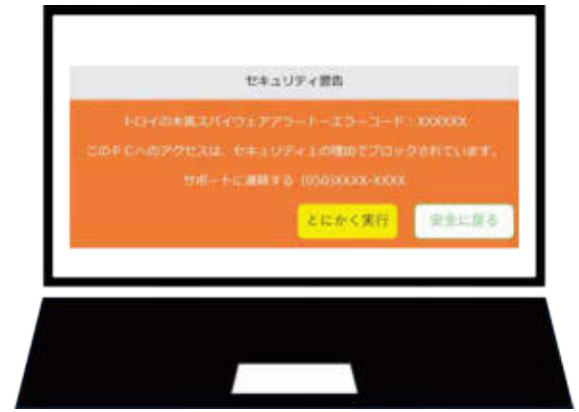 セキュリティ警告
トロイの木馬スパイウェアアラートーエラーコード：XXXXXX
このＰＣへのアクセスは、セキュリティ上の理由でブロックされています。
サポートに連絡する (050)XXXX-XXXX
とにかく実行
安全に戻る